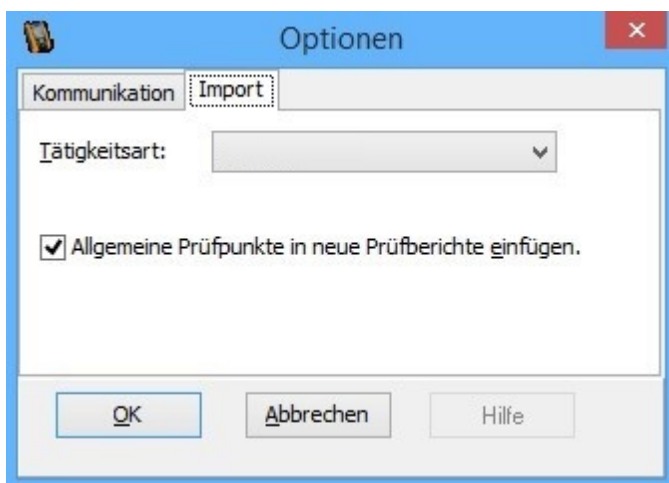 Optionen
Kommunikation Import
Tätigkeitsart:
Allgemeine Prüfpunkte in neue Prüfberichte einfügen.
OK Abbrechen Hilfe